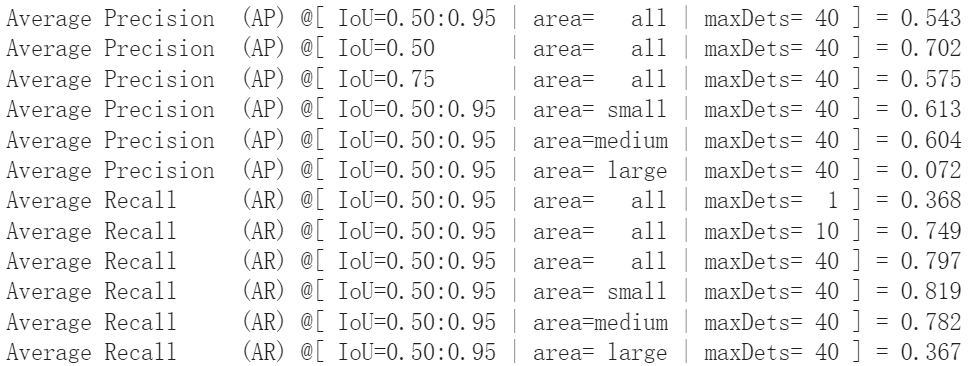 Average Precision  (AP) @[ IoU=0.50:0.95 | area=   all | maxDets= 40 ] = 0.543
Average Precision  (AP) @[ IoU=0.50      | area=   all | maxDets= 40 ] = 0.702
Average Precision  (AP) @[ IoU=0.75      | area=   all | maxDets= 40 ] = 0.575
Average Precision  (AP) @[ IoU=0.50:0.95 | area= small | maxDets= 40 ] = 0.613
Average Precision  (AP) @[ IoU=0.50:0.95 | area=medium | maxDets= 40 ] = 0.604
Average Precision  (AP) @[ IoU=0.50:0.95 | area= large | maxDets= 40 ] = 0.072
Average Recall     (AR) @[ IoU=0.50:0.95 | area=   all | maxDets=  1 ] = 0.368
Average Recall     (AR) @[ IoU=0.50:0.95 | area=   all | maxDets= 10 ] = 0.749
Average Recall     (AR) @[ IoU=0.50:0.95 | area=   all | maxDets= 40 ] = 0.797
Average Recall     (AR) @[ IoU=0.50:0.95 | area= small | maxDets= 40 ] = 0.819
Average Recall     (AR) @[ IoU=0.50:0.95 | area=medium | maxDets= 40 ] = 0.782
Average Recall     (AR) @[ IoU=0.50:0.95 | area= large | maxDets= 40 ] = 0.367